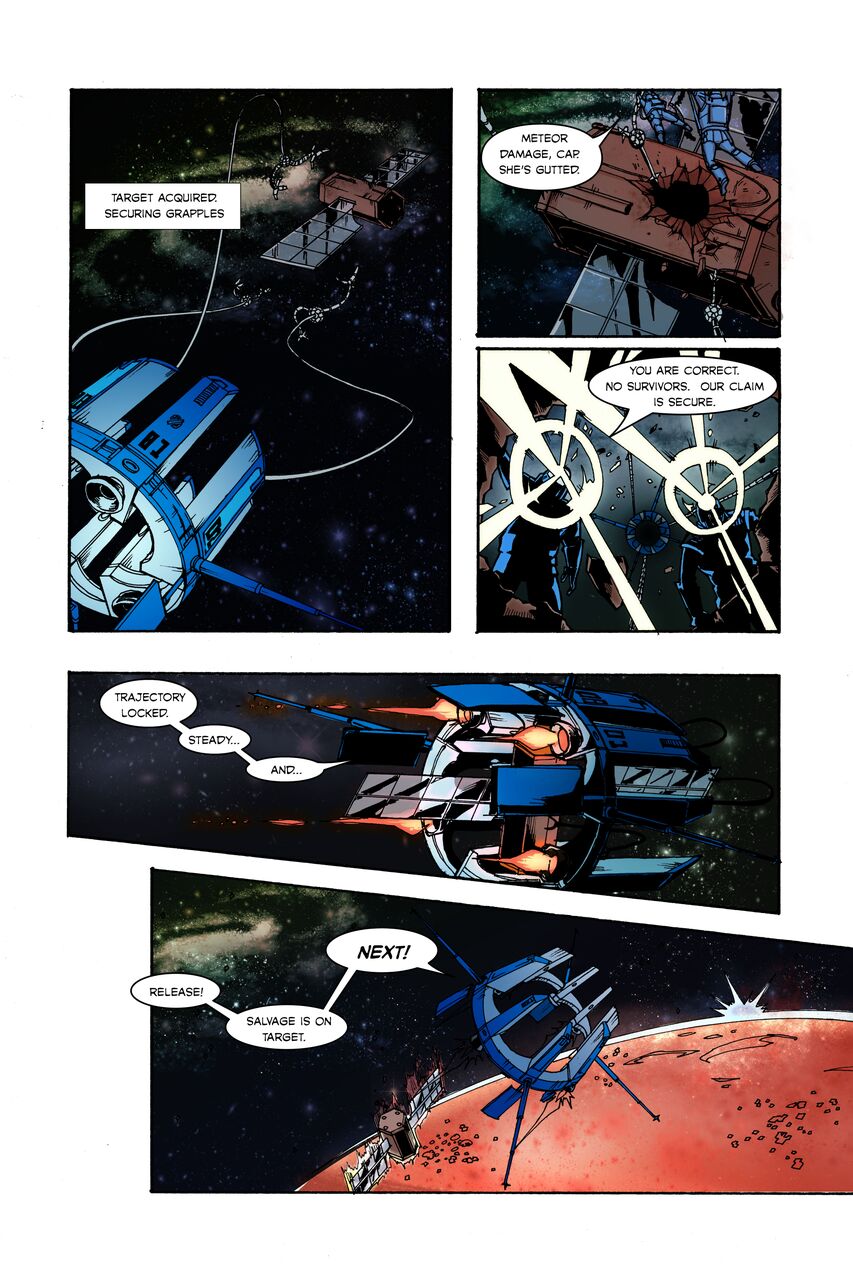 TARGET ACQUIRED.
SECURING GRAPPLES
METEOR
DAMAGE, CAP.
SHE'S GUTTED.
YOU ARE CORRECT.
NO SURVIVORS. OUR CLAIM
IS SECURE.
TRAJECTORY
LOCKED.
STEADY...
AND...
RELEASE!
SALVAGE IS ON
TARGET.
NEXT!